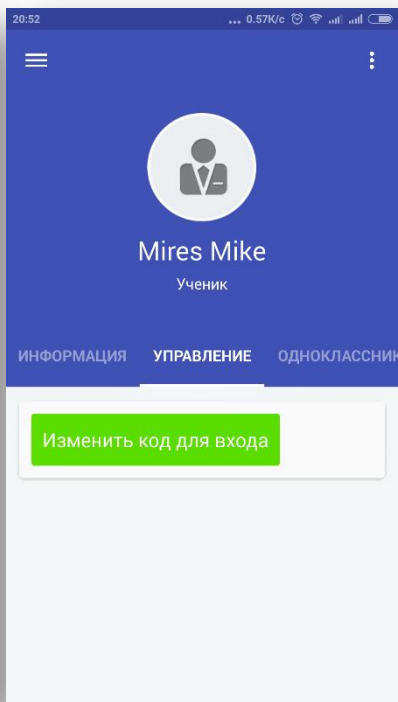 20:52 ... 0.57K/c
Mires Mike
Ученик
ИНФОРМАЦИЯ УПРАВЛЕНИЕ ОДНОКЛАССНИК
Изменить код для входа